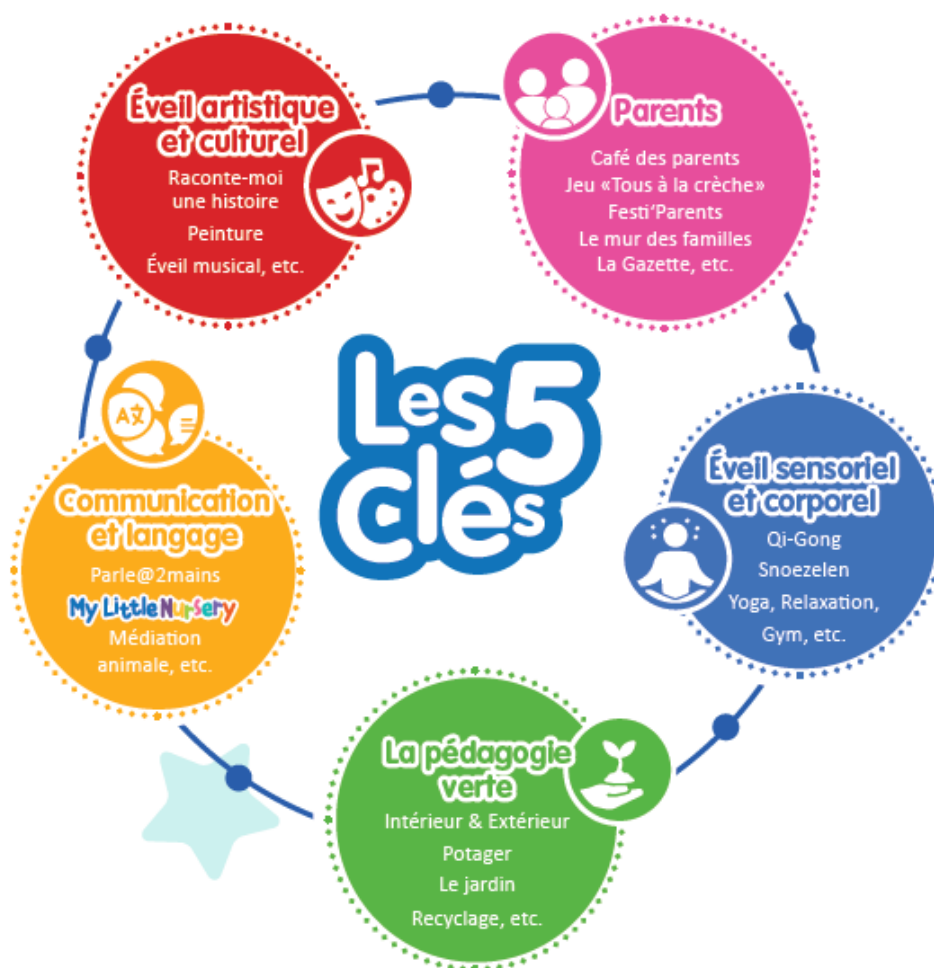 Éveil artistique
et culturel
Raconte-moi
une histoire
Peinture
Éveil musical, etc.
Parents
Café des parents
Jeu «Tous à la crèche»
Festi'Parents
Le mur des familles
La Gazette, etc.
Les 5
Clés
Communication
et langage
Parle@2mains
My Little Nursery
Médiation
animale, etc.
Éveil sensoriel
et corporel
Qi-Gong
Snoezelen
Yoga, Relaxation,
Gym, etc.
La pédagogie
verte
Intérieur & Extérieur
Potager
Le jardin
Recyclage, etc.